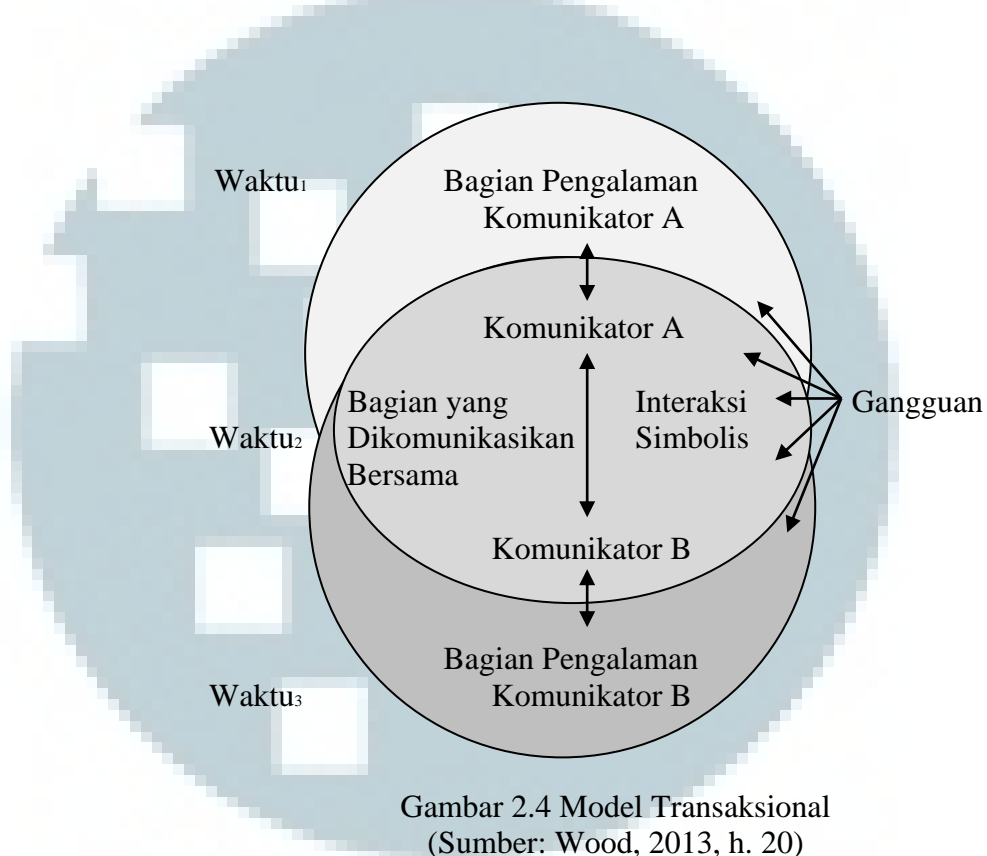 Waktu₁
Bagian Pengalaman
Komunikator A
Komunikator A
Bagian yang
Dikomunikasikan
Bersama
Interaksi
Simbolis
Gangguan
Waktu₂
Komunikator B
Bagian Pengalaman
Komunikator B
Waktu₃
Gambar 2.4 Model Transaksional
(Sumber: Wood, 2013, h. 20)